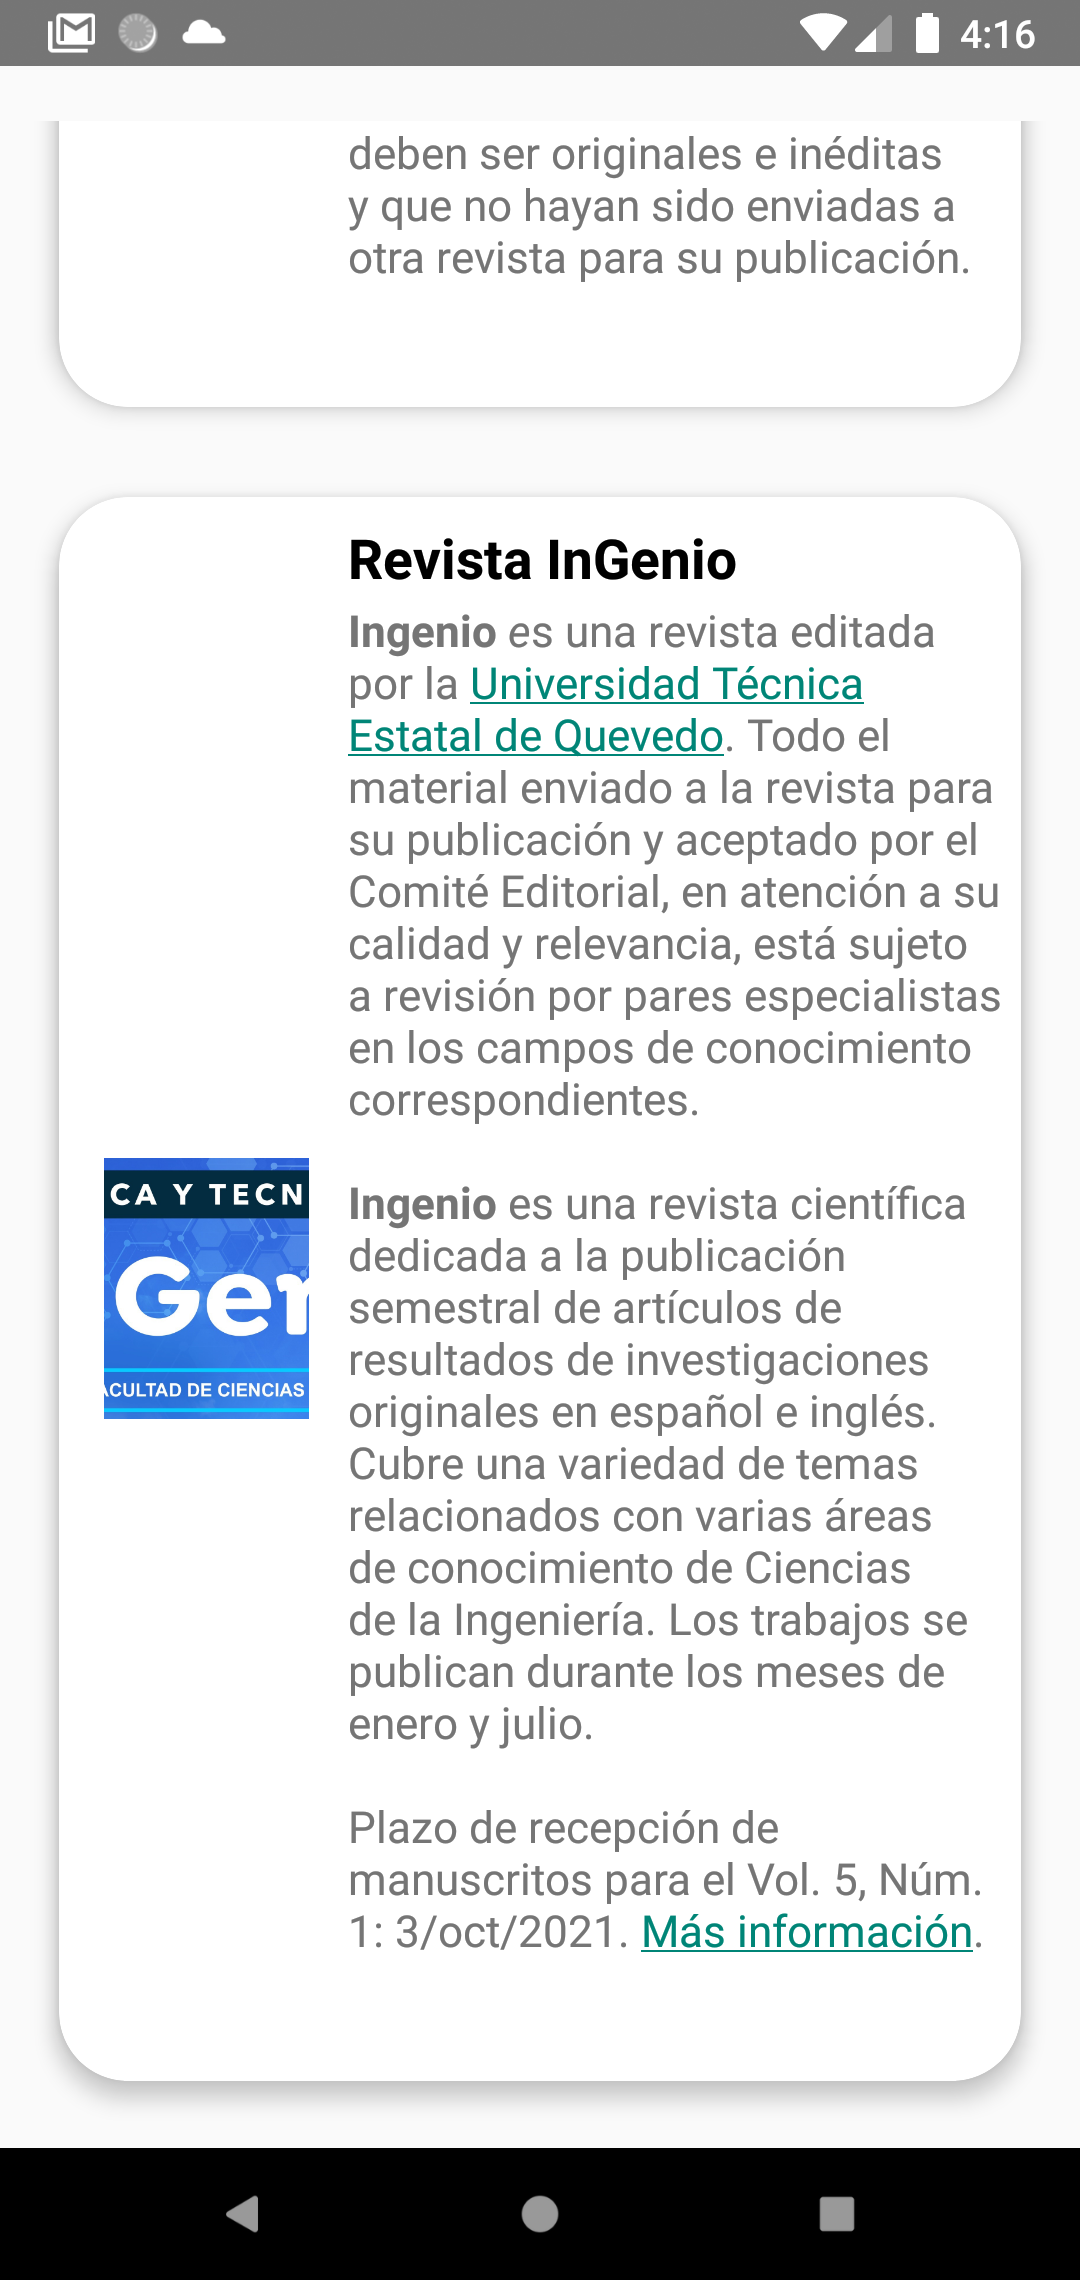 4:16
deben ser originales e inéditas
y que no hayan sido enviadas a
otra revista para su publicación.
Revista InGenio
Ingenio es una revista editada
por la Universidad Técnica
Estatal de Quevedo. Todo el
material enviado a la revista para
su publicación y aceptado por el
Comité Editorial, en atención a su
calidad y relevancia, está sujeto
a revisión por pares especialistas
en los campos de conocimiento
correspondientes.
CA Y TECN
Gen
ACULTAD DE CIENCIAS
Ingenio es una revista científica
dedicada a la publicación
semestral de artículos de
resultados de investigaciones
originales en español e inglés.
Cubre una variedad de temas
relacionados con varias áreas
de conocimiento de Ciencias
de la Ingeniería. Los trabajos se
publican durante los meses de
enero y julio.
Plazo de recepción de
manuscritos para el Vol. 5, Núm.
1: 3/oct/2021. Más información.